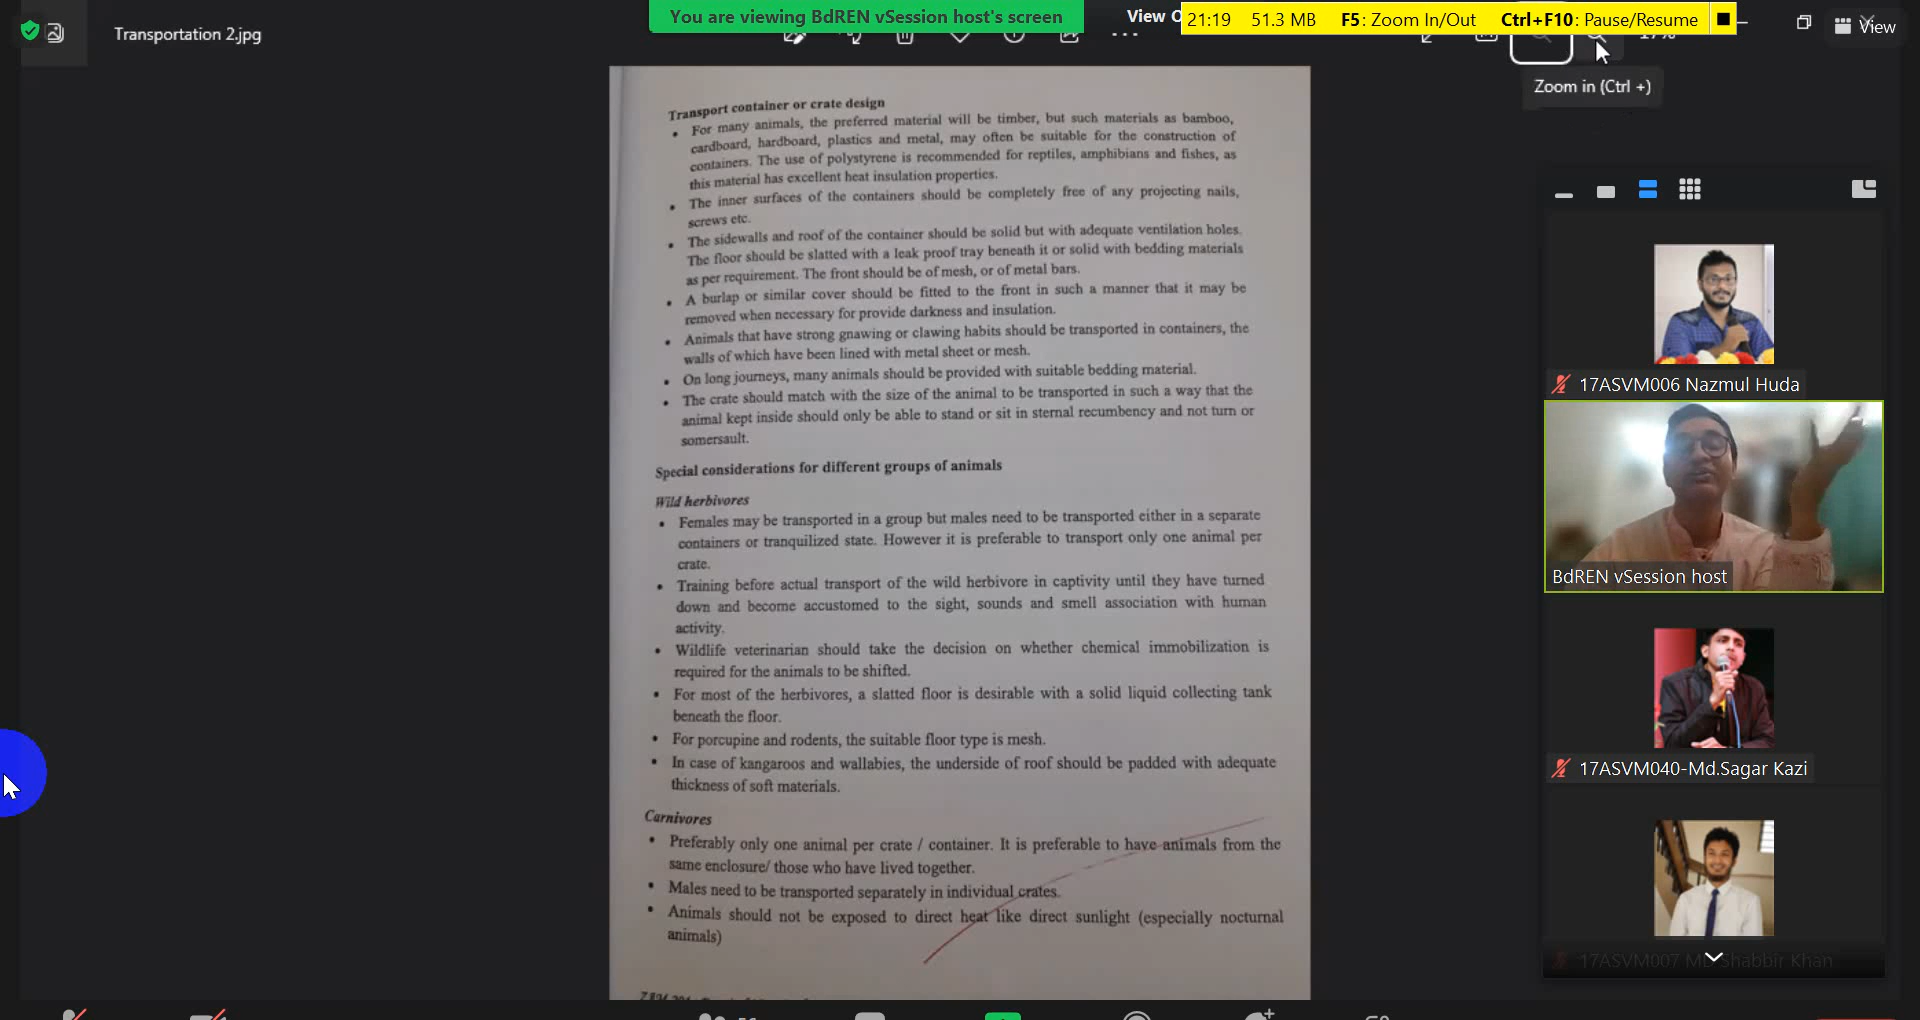 Transportation 2.jpg
You are viewing BdREN vSession host's screen
View O
21:19 51.3 MB F5: Zoom In/Out Ctrl+F10: Pause/Resume
View
Zoom in (Ctrl +)
Transport container or crate design
• For many animals, the preferred material will be timber, but such materials as bamboo,
cardboard, hardboard, plastics and metal, may often be suitable for the construction of
containers. The use of polystyrene is recommended for reptiles, amphibians and fishes, as
this material has excellent heat insulation properties.
• The inner surfaces of the containers should be completely free of any projecting nails,
screws etc.
• The sidewalls and roof of the container should be solid but with adequate ventilation holes.
The floor should be slatted with a leak proof tray beneath it or solid with bedding materials
as per requirement. The front should be of mesh, or of metal bars.
• A burlap or similar cover should be fitted to the front in such a manner that it may be
removed when necessary for provide darkness and insulation.
• Animals that have strong gnawing or clawing habits should be transported in containers, the
walls of which have been lined with metal sheet or mesh.
• On long journeys, many animals should be provided with suitable bedding material.
• The crate should match with the size of the animal to be transported in such a way that the
animal kept inside should only be able to stand or sit in sternal recumbency and not turn or
somersault.
Special considerations for different groups of animals
Wild herbivores
• Females may be transported in a group but males need to be transported either in a separate
containers or tranquilized state. However it is preferable to transport only one animal per
crate.
• Training before actual transport of the wild herbivore in captivity until they have turned
down and become accustomed to the sight, sounds and smell association with human
activity.
• Wildlife veterinarian should take the decision on whether chemical immobilization is
required for the animals to be shifted.
• For most of the herbivores, a slatted floor is desirable with a solid liquid collecting tank
beneath the floor.
• For porcupine and rodents, the suitable floor type is mesh.
• In case of kangaroos and wallabies, the underside of roof should be padded with adequate
thickness of soft materials.
Carnivores
• Preferably only one animal per crate / container. It is preferable to have animals from the
same enclosure/ those who have lived together.
• Males need to be transported separately in individual crates.
• Animals should not be exposed to direct heat like direct sunlight (especially nocturnal
animals)
17ASVM006 Nazmul Huda
BdREN vSession host
17ASVM040-Md.Sagar Kazi
17ASVM007 MD Shabbir Khan